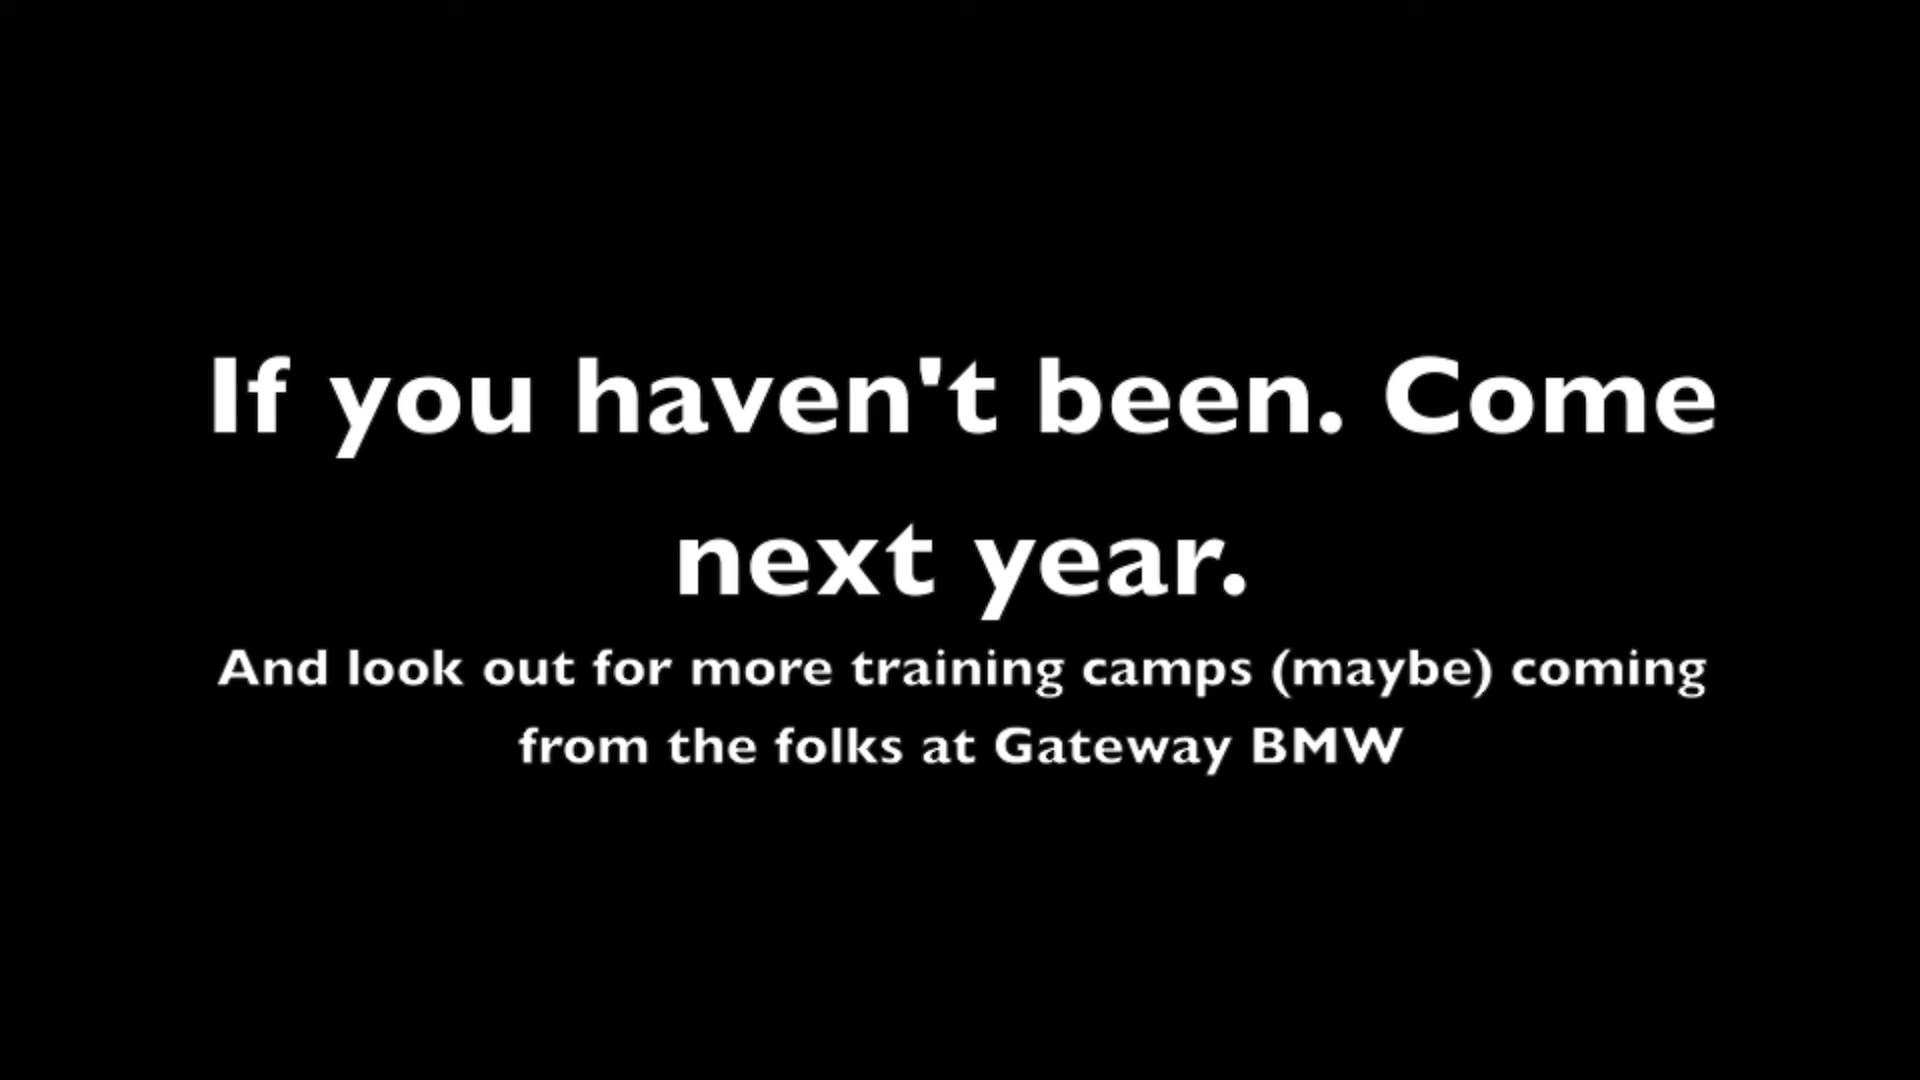 If you haven't been. Come
next year.
And look out for more training camps (maybe) coming
from the folks at Gateway BMW